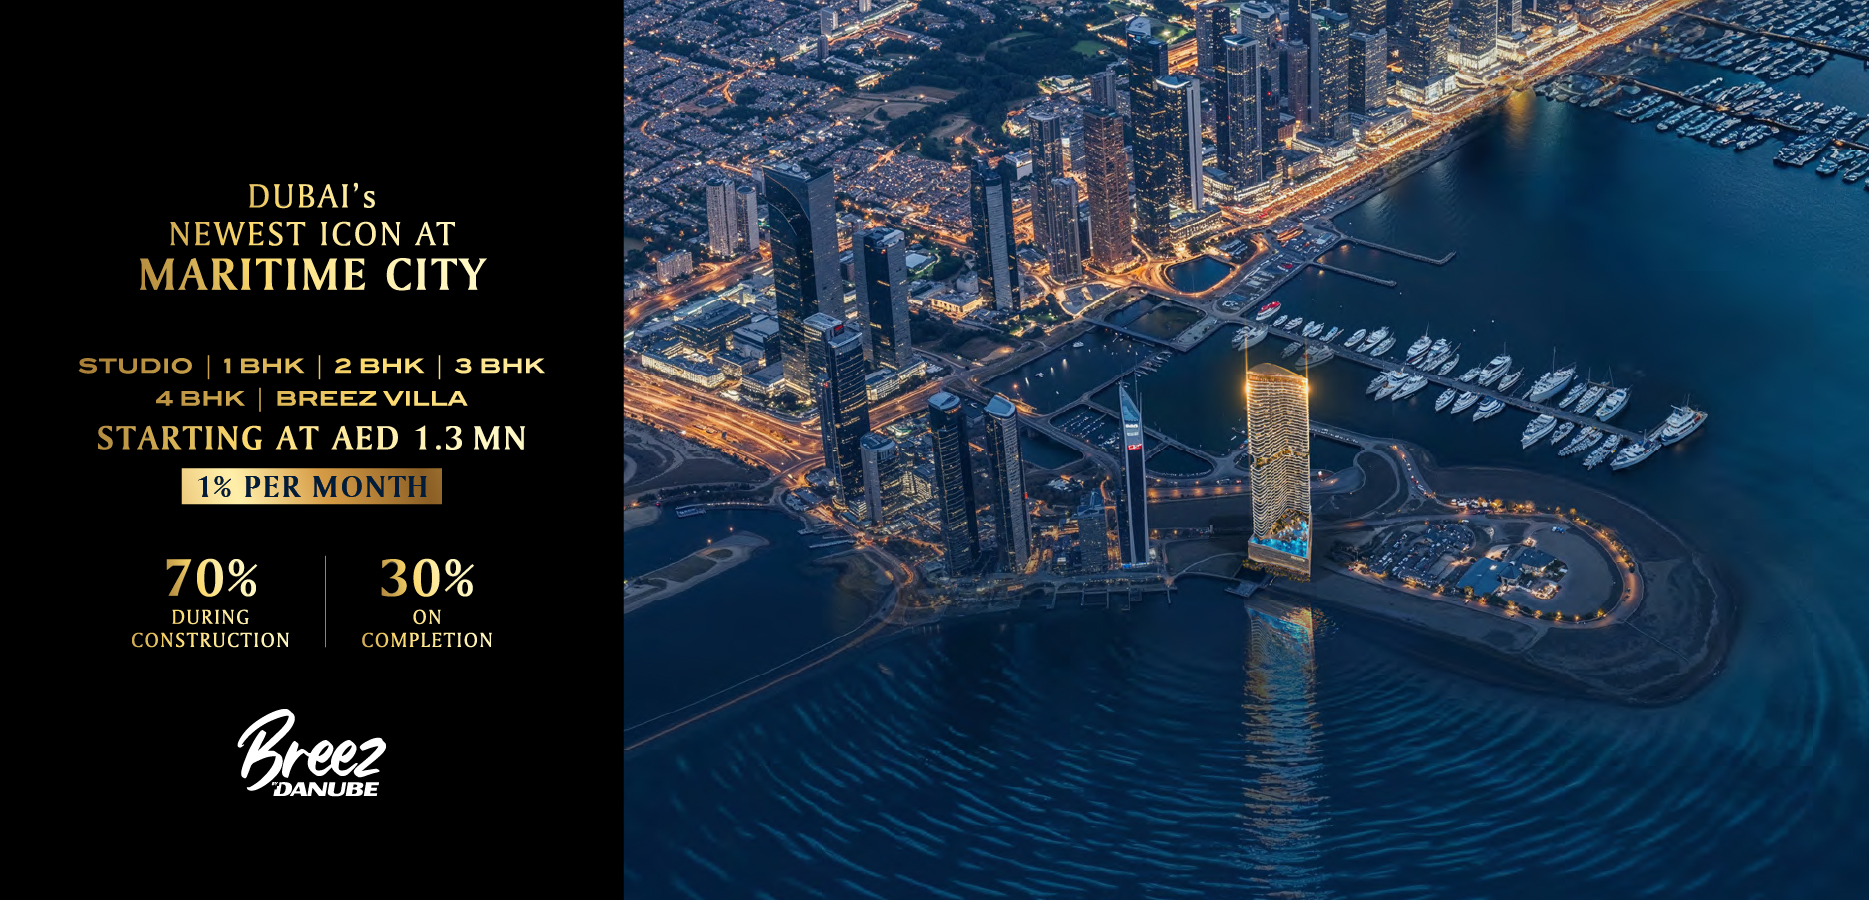 DUBAI's
NEWEST ICON AT
MARITIME CITY
STUDIO | 1 BHK | 2 BHK | 3 BHK
4 BHK | BREEZ VILLA
STARTING AT AED 1.3 MN
1% PER MONTH
70%
DURING
CONSTRUCTION
30%
ON
COMPLETION
Breez
BY DANUBE